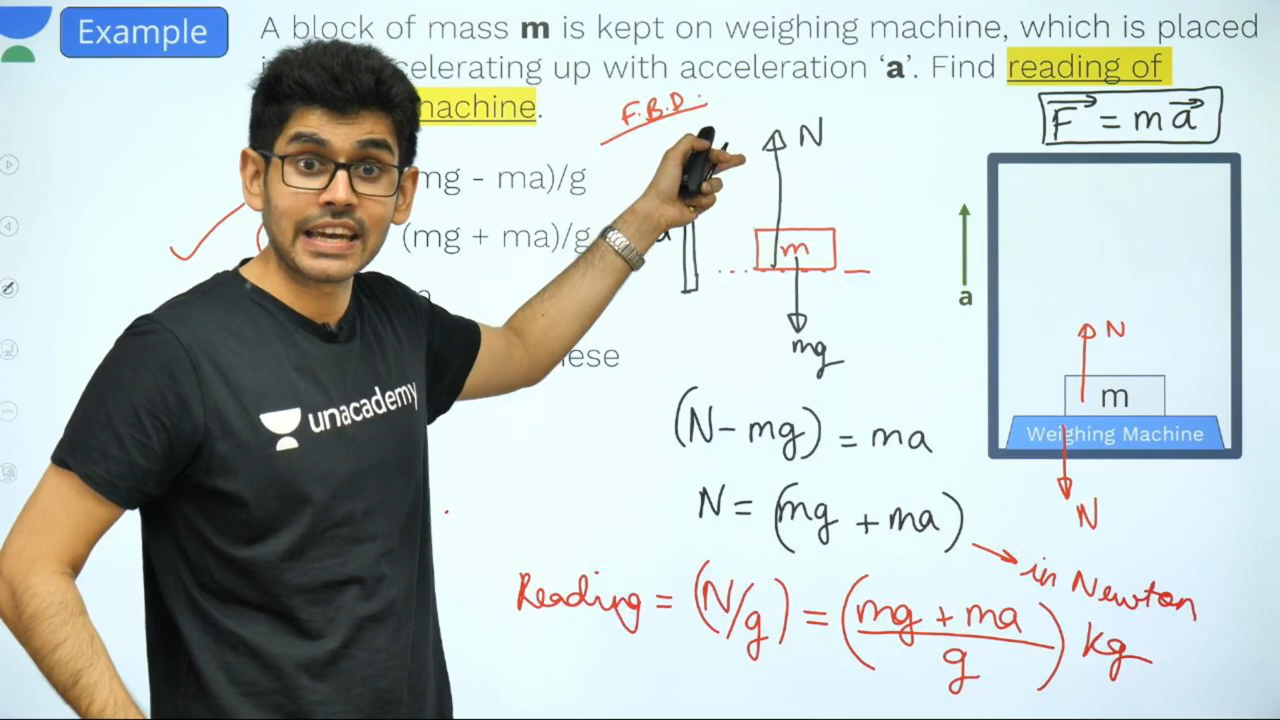 Example
A block of mass m is kept on weighing machine, which is placed
celerating up with acceleration 'a'. Find reading of
machine.
F.B.D.
F = ma
N
(mg - ma)/g
(mg + ma)/g
a
m
mg
ese
a
N
m
Weighing Machine
N
unacademy
(N - mg) = ma
N = (mg + ma)
in Newton
Reading = (N/g) = (mg + ma / g) kg